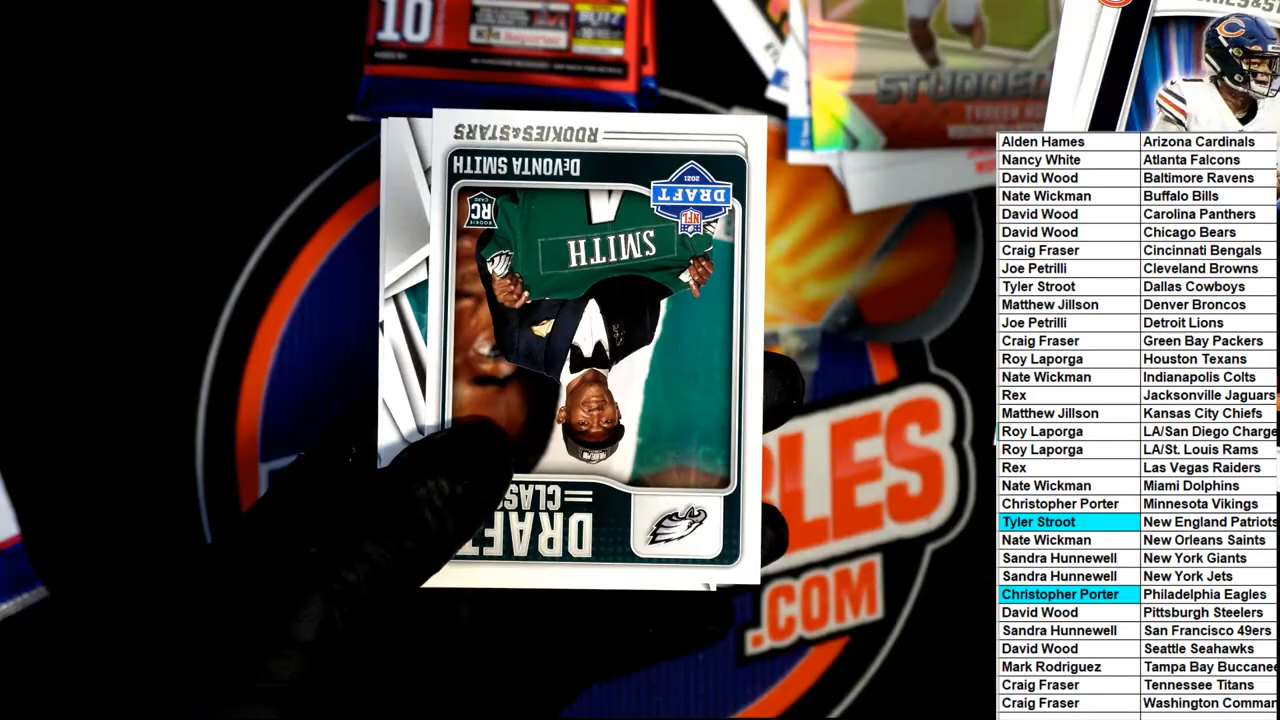 10
STUDDED
ROOKIES&STARS
DEVONTA SMITH
2021
DRAFT
NFL
RC
SMITH
DRAFT
CLASS
LES
.COM
Alden Hames Arizona Cardinals
Nancy White Atlanta Falcons
David Wood Baltimore Ravens
Nate Wickman Buffalo Bills
David Wood Carolina Panthers
David Wood Chicago Bears
Craig Fraser Cincinnati Bengals
Joe Petrilli Cleveland Browns
Tyler Stroot Dallas Cowboys
Matthew Jillson Denver Broncos
Joe Petrilli Detroit Lions
Craig Fraser Green Bay Packers
Roy Laporga Houston Texans
Nate Wickman Indianapolis Colts
Rex Jacksonville Jaguars
Matthew Jillson Kansas City Chiefs
Roy Laporga LA/San Diego Charge
Roy Laporga LA/St. Louis Rams
Rex Las Vegas Raiders
Nate Wickman Miami Dolphins
Christopher Porter Minnesota Vikings
Tyler Stroot New England Patriots
Nate Wickman New Orleans Saints
Sandra Hunnewell New York Giants
Sandra Hunnewell New York Jets
Christopher Porter Philadelphia Eagles
David Wood Pittsburgh Steelers
Sandra Hunnewell San Francisco 49ers
David Wood Seattle Seahawks
Mark Rodriguez Tampa Bay Buccanee
Craig Fraser Tennessee Titans
Craig Fraser Washington Comman